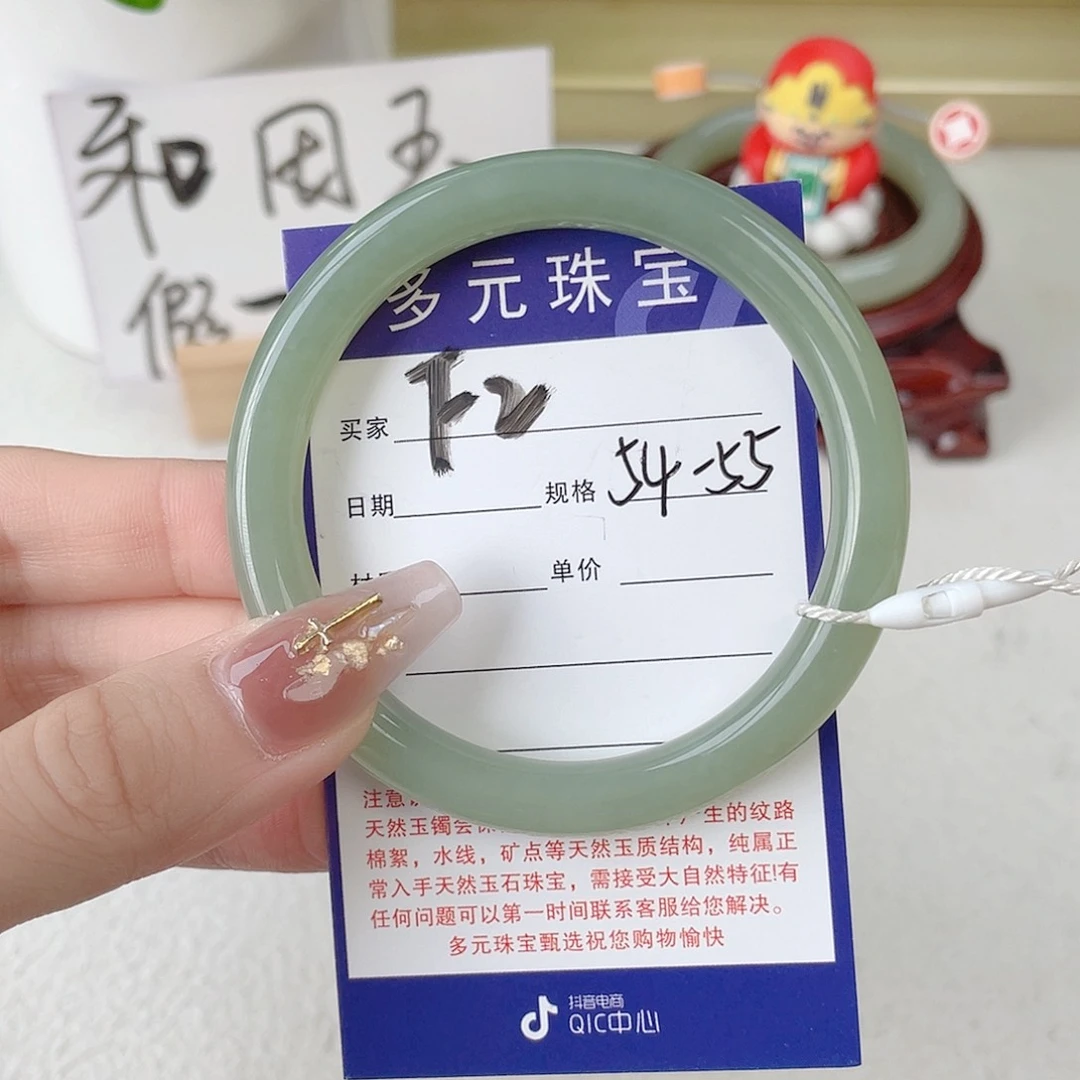 和田玉
假一
多元珠宝
买家 F2
日期 规格 54-55
单价
注意
天然玉镯会 生的纹路
棉絮，水线，矿点等天然玉质结构，纯属正
常入手天然玉石珠宝，需接受大自然特征!有
任何问题可以第一时间联系客服给您解决。
多元珠宝甄选祝您购物愉快
抖音电商
QIC中心